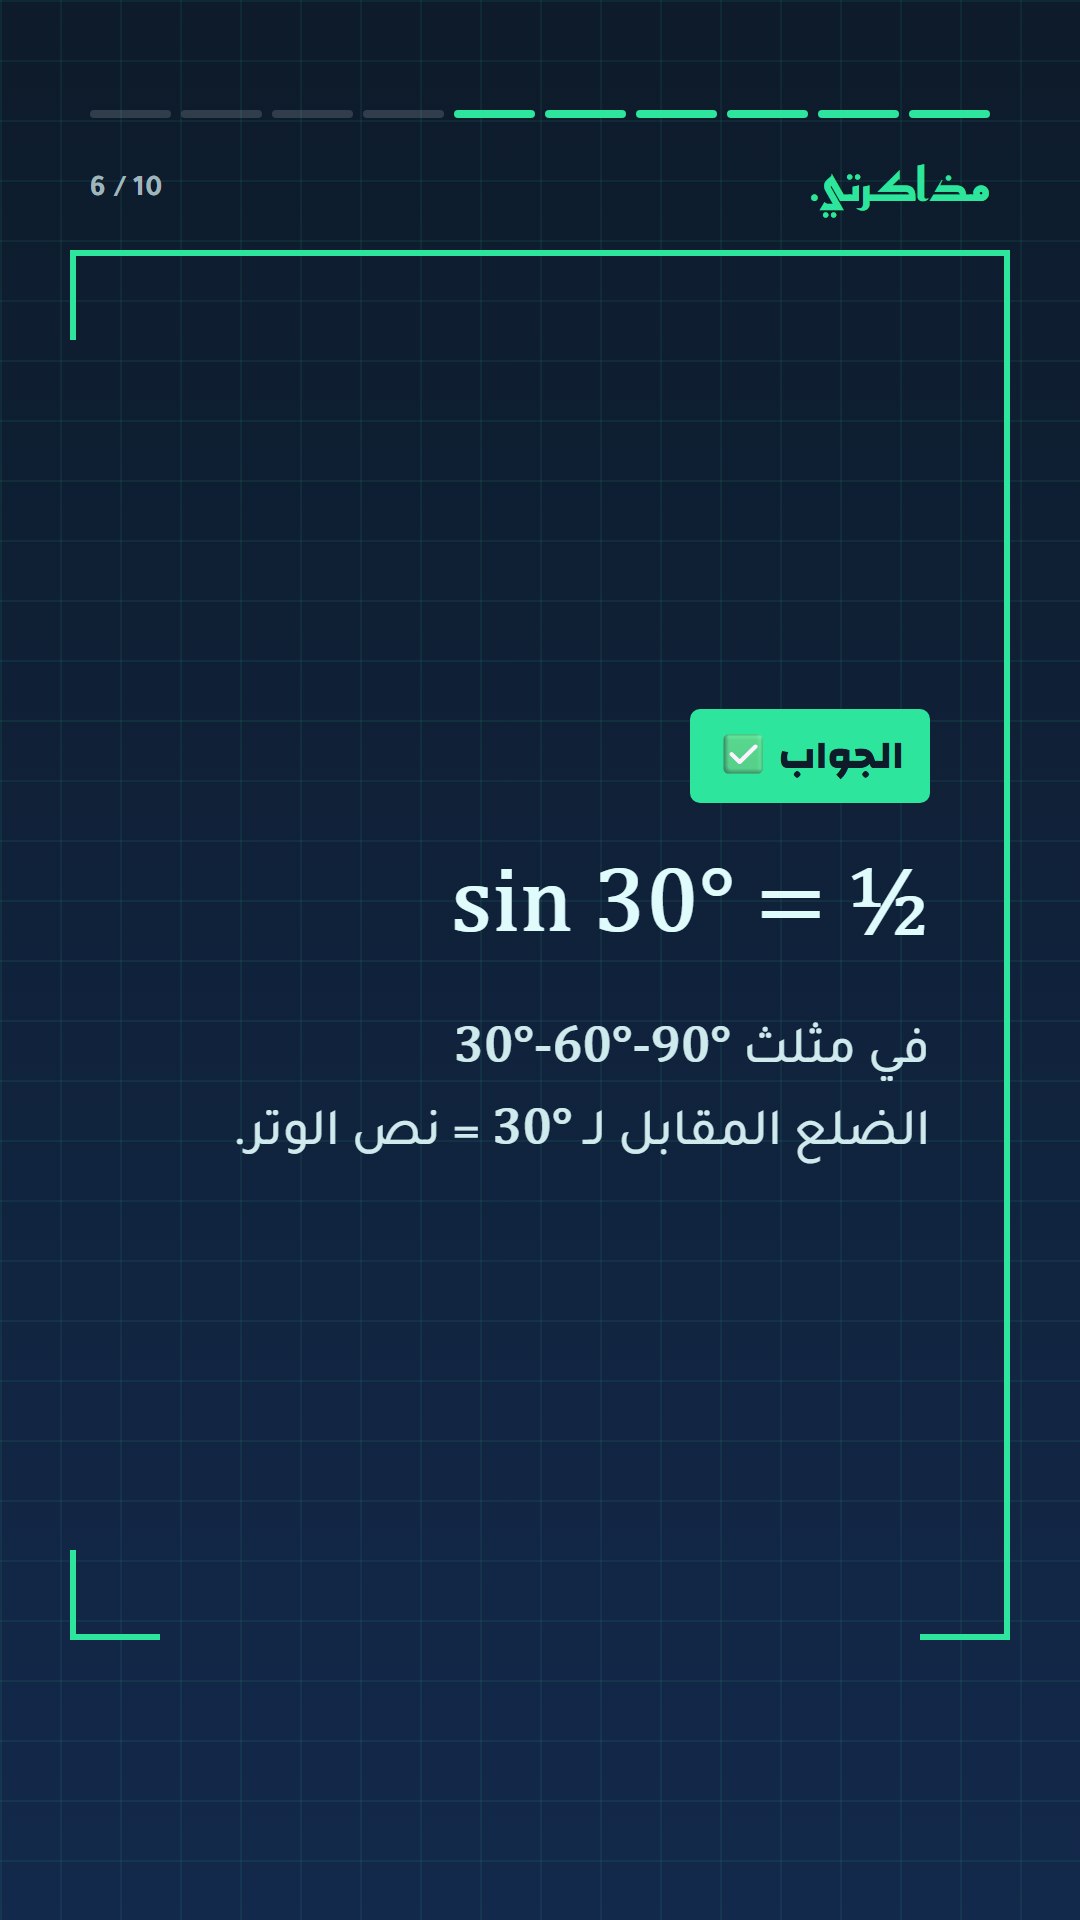 مذاكرتي.
6 / 10
الجواب ✅
sin 30° = ½
في مثلث 30°-60°-90°
الضلع المقابل لـ 30° = نص الوتر.